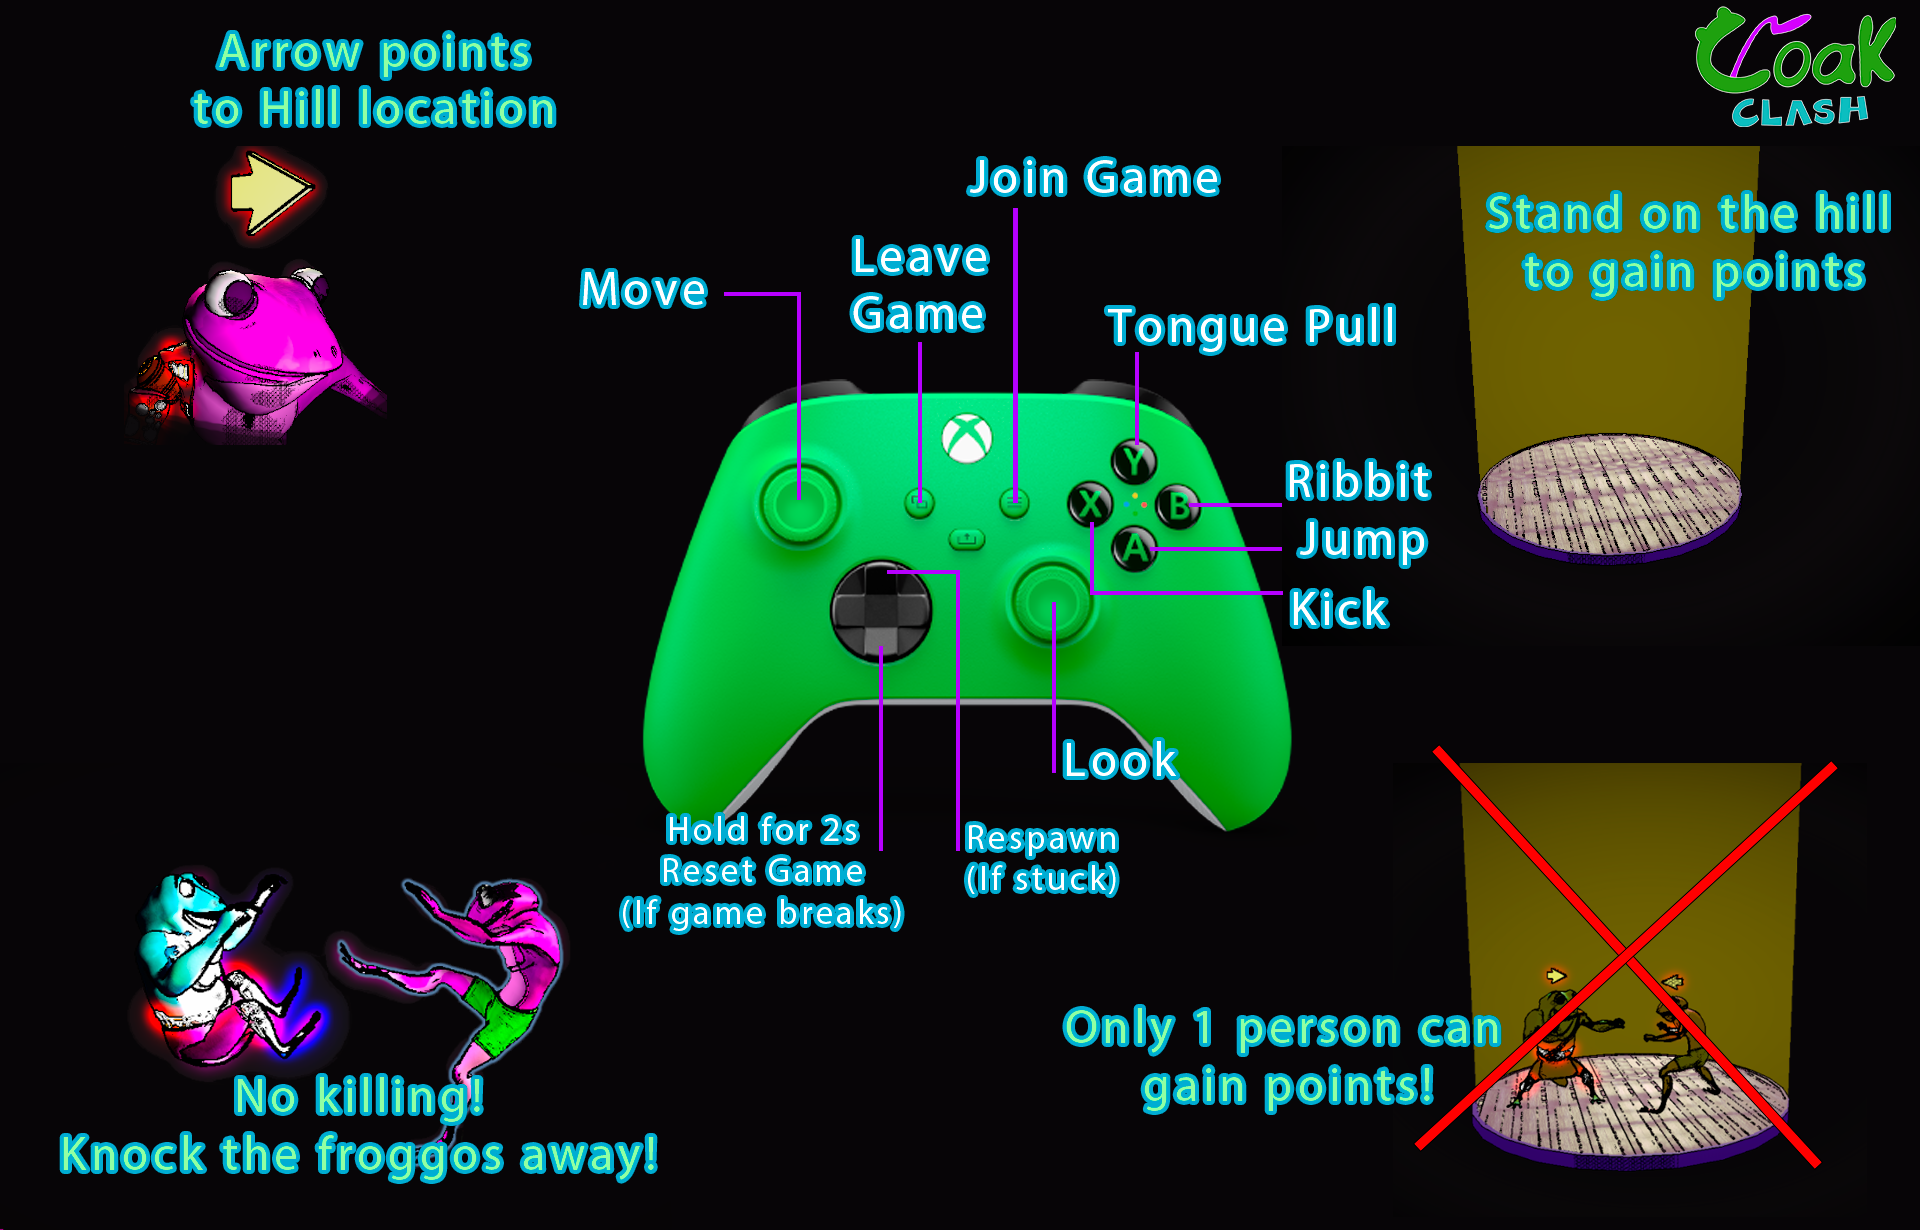 Arrow points
to Hill location
Croak
CLASH
Join Game
Leave
Game
Move
Tongue Pull
Stand on the hill
to gain points
Y
X
B
A
Ribbit
Jump
Kick
Look
Hold for 2s
Reset Game
(If game breaks)
Respawn
(If stuck)
No killing!
Knock the froggos away!
Only 1 person can
gain points!